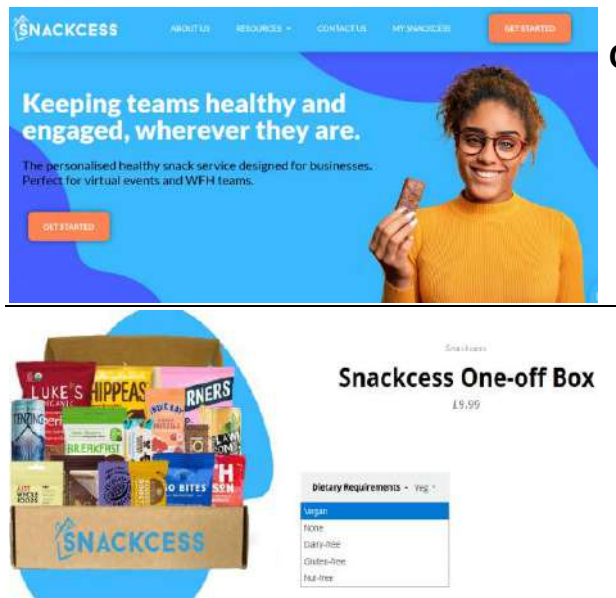 SNACKCESS
ABOUT US
RESOURCES
CONTACT US
MY SNACKCESS
GET STARTED
Keeping teams healthy and
engaged, wherever they are.
The personalised healthy snack service designed for businesses.
Perfect for virtual events and WFH teams.
GET STARTED
LUKE'S
ORGANIC
HIPPEAS
TENZING
BREAKFAST
SNACKCESS
Snackcess
Snackcess One-off Box
£9.99
Dietary Requirements - Veg
Vegan
None
Dairy-free
Gluten-free
Nut-free